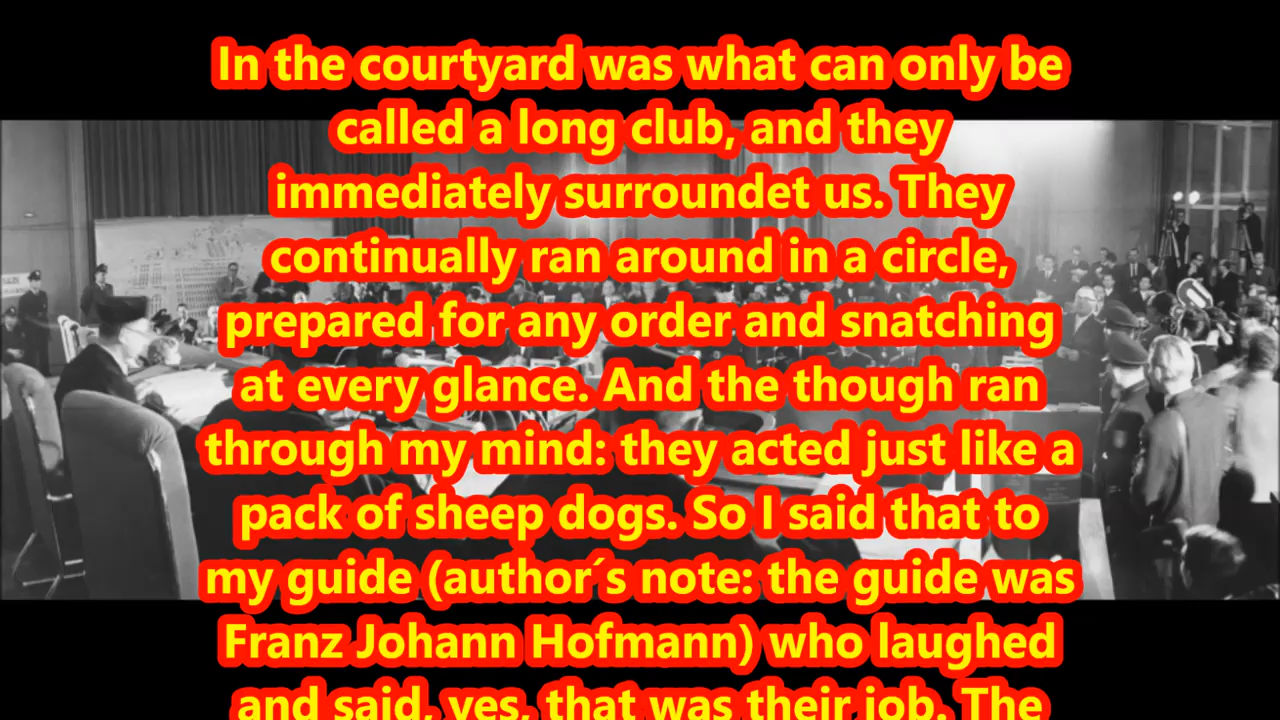 In the courtyard was what can only be
called a long club, and they
immediately surroundet us. They
continually ran around in a circle,
prepared for any order and snatching
at every glance. And the though ran
through my mind: they acted just like a
pack of sheep dogs. So I said that to
my guide (author´s note: the guide was
Franz Johann Hofmann) who laughed
and said, yes, that was their job. The